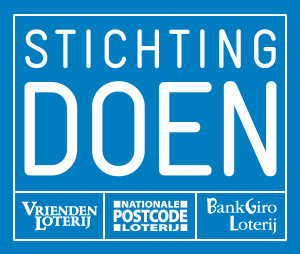 STICHTING
DOEN
VRIENDEN
LOTERIJ
NATIONALE
POSTCODE
LOTERIJ
BankGiro
Loterij